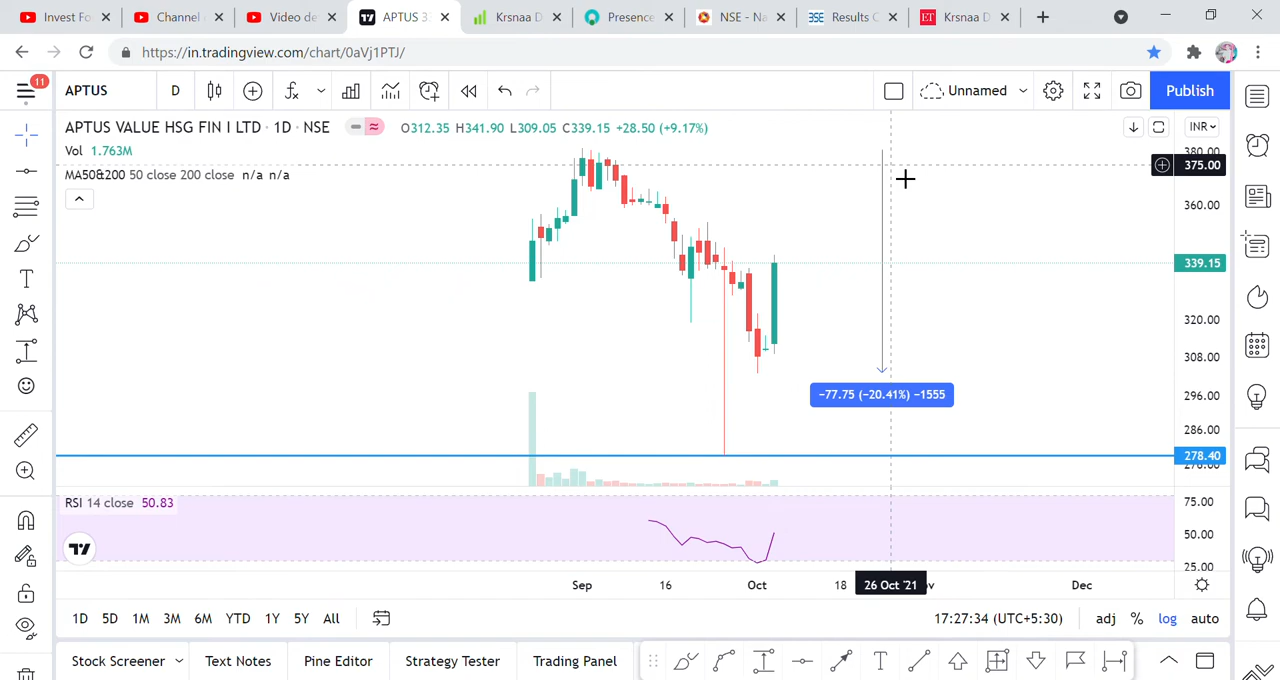 Invest Fo
Channel
Video de
APTUS 3
Krsnaa D
Presence
NSE - Na
Results C
Krsnaa D
https://in.tradingview.com/chart/0aVj1PTJ/
11
APTUS
D
Unnamed
Publish
APTUS VALUE HSG FIN I LTD · 1D · NSE
O312.35 H341.90 L309.05 C339.15 +28.50 (+9.17%)
INR
Vol 1.763M
380.00
375.00
MA50&200 50 close 200 close n/a n/a
360.00
339.15
320.00
308.00
296.00
−77.75 (−20.41%) −1555
286.00
278.40
RSI 14 close 50.83
75.00
50.00
25.00
Sep
16
Oct
18
26 Oct '21
Dec
1D 5D 1M 3M 6M YTD 1Y 5Y All
17:27:34 (UTC+5:30)
adj % log auto
Stock Screener
Text Notes
Pine Editor
Strategy Tester
Trading Panel